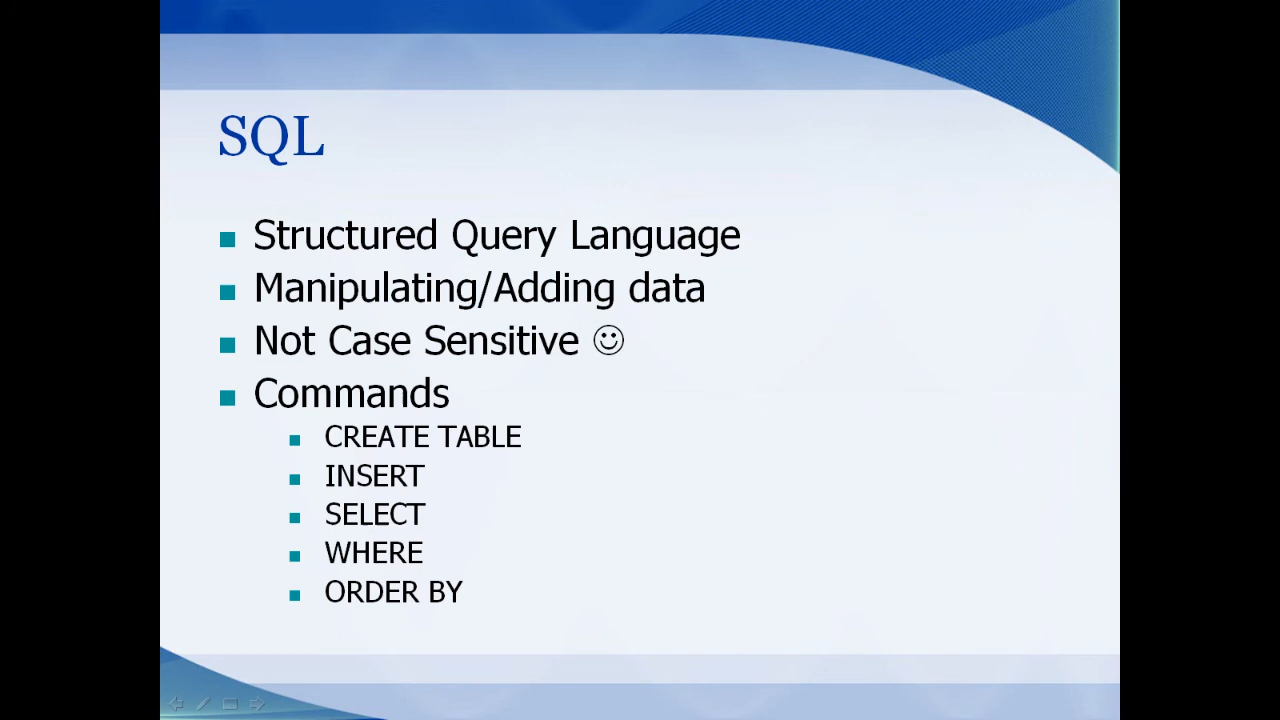 SQL
Structured Query Language
Manipulating/Adding data
Not Case Sensitive ☺
Commands
CREATE TABLE
INSERT
SELECT
WHERE
ORDER BY